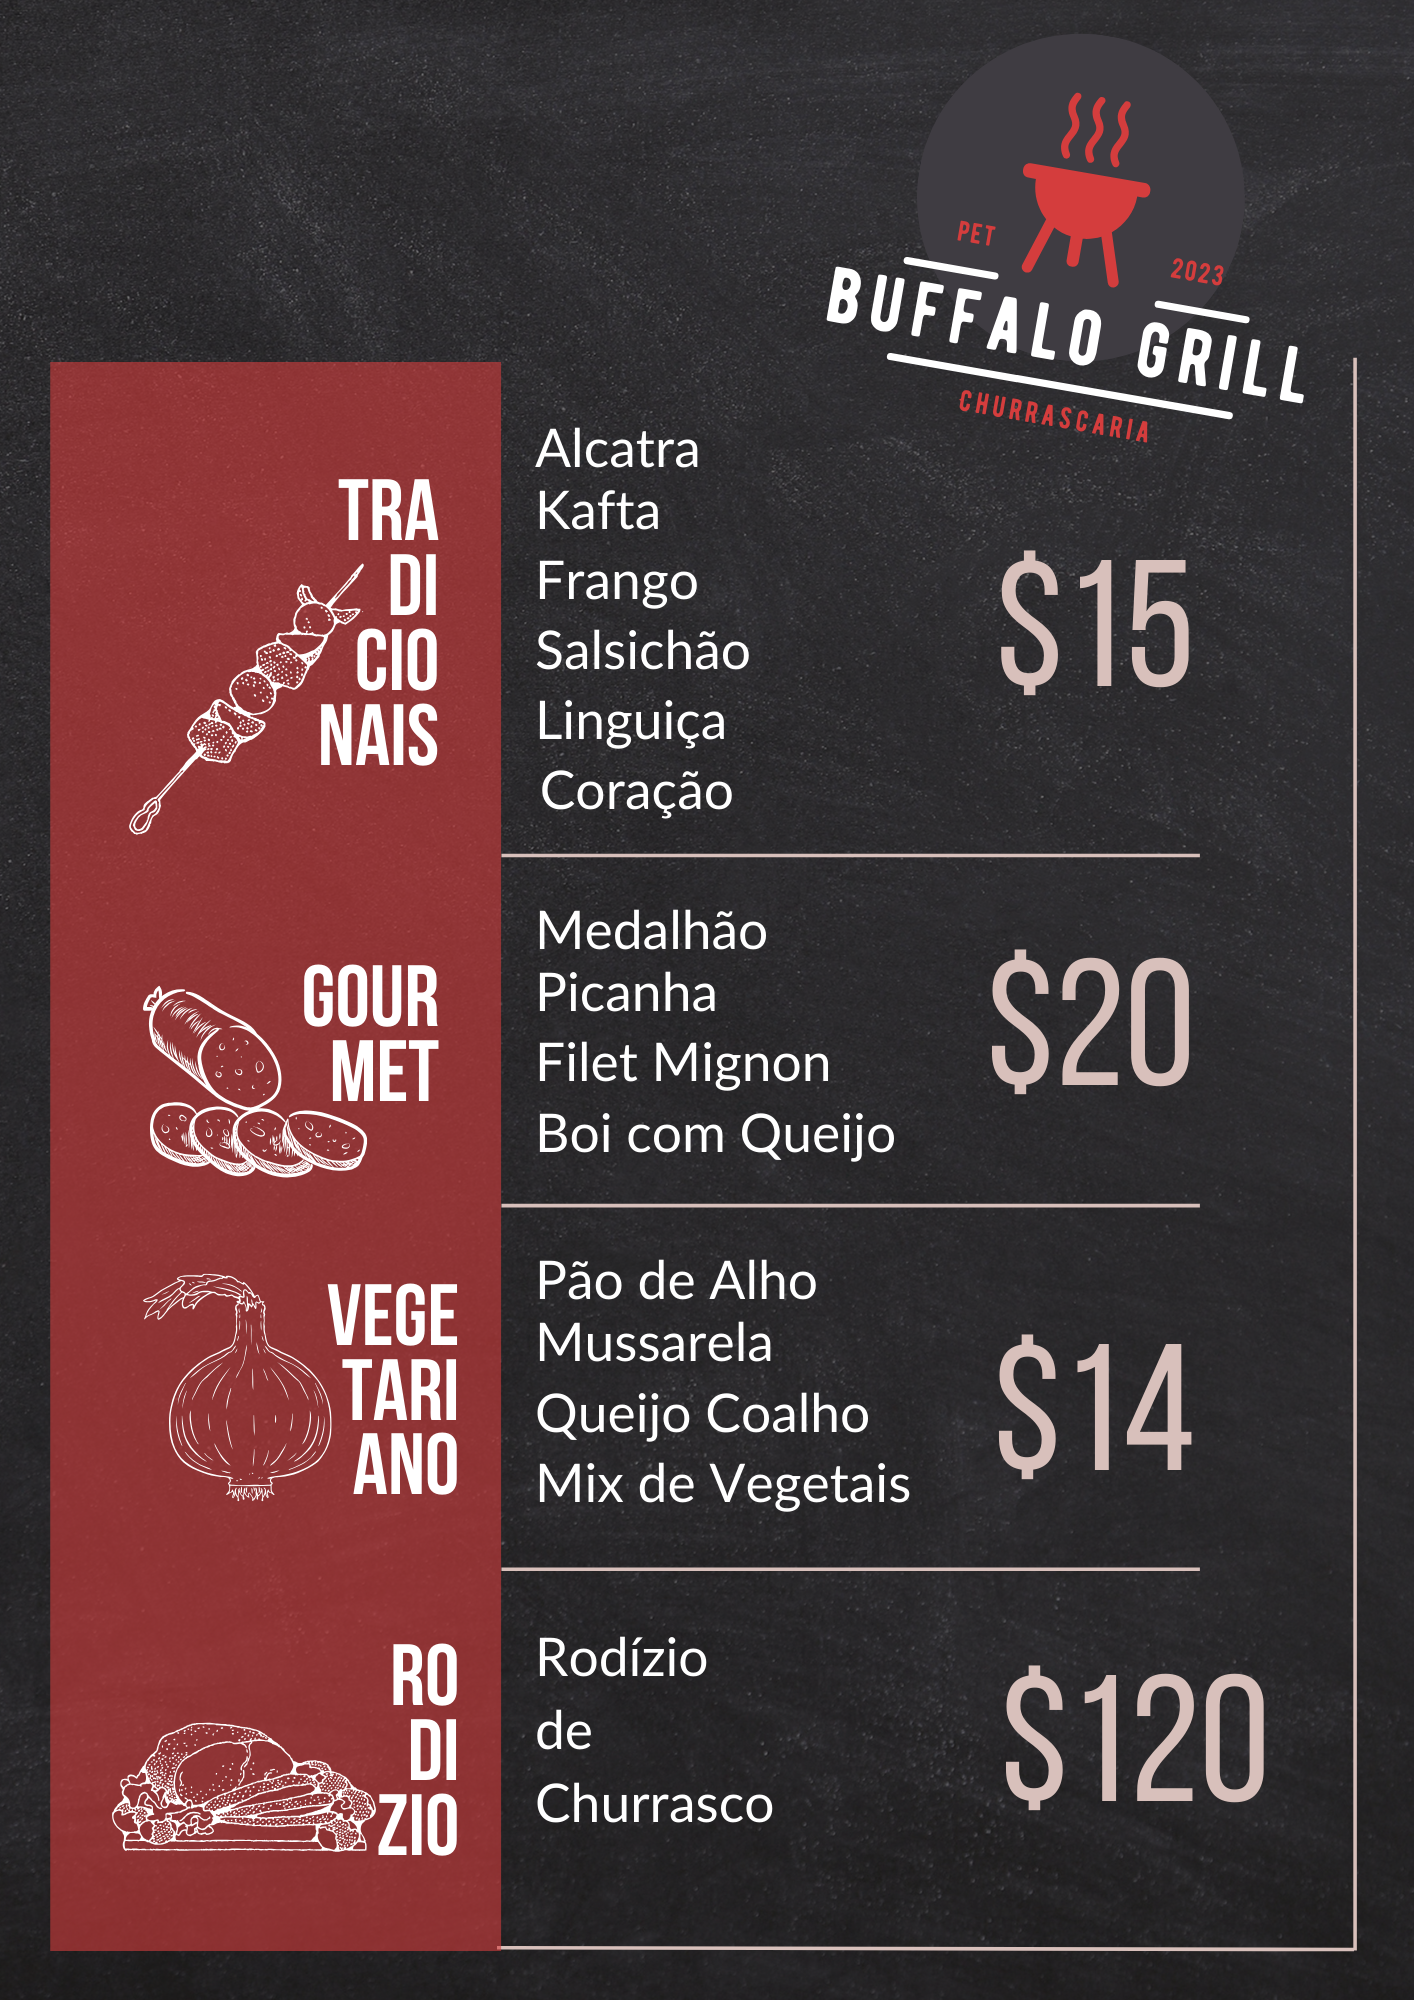 PET
2023
BUFFALO GRILL
CHURRASCARIA
TRA
DI
CIO
NAIS
Alcatra
Kafta
Frango
Salsichão
Linguiça
Coração
$15
GOUR
MET
Medalhão
Picanha
Filet Mignon
Boi com Queijo
$20
VEGE
TARI
ANO
Pão de Alho
Mussarela
Queijo Coalho
Mix de Vegetais
$14
RO
DI
ZIO
Rodízio
de
Churrasco
$120